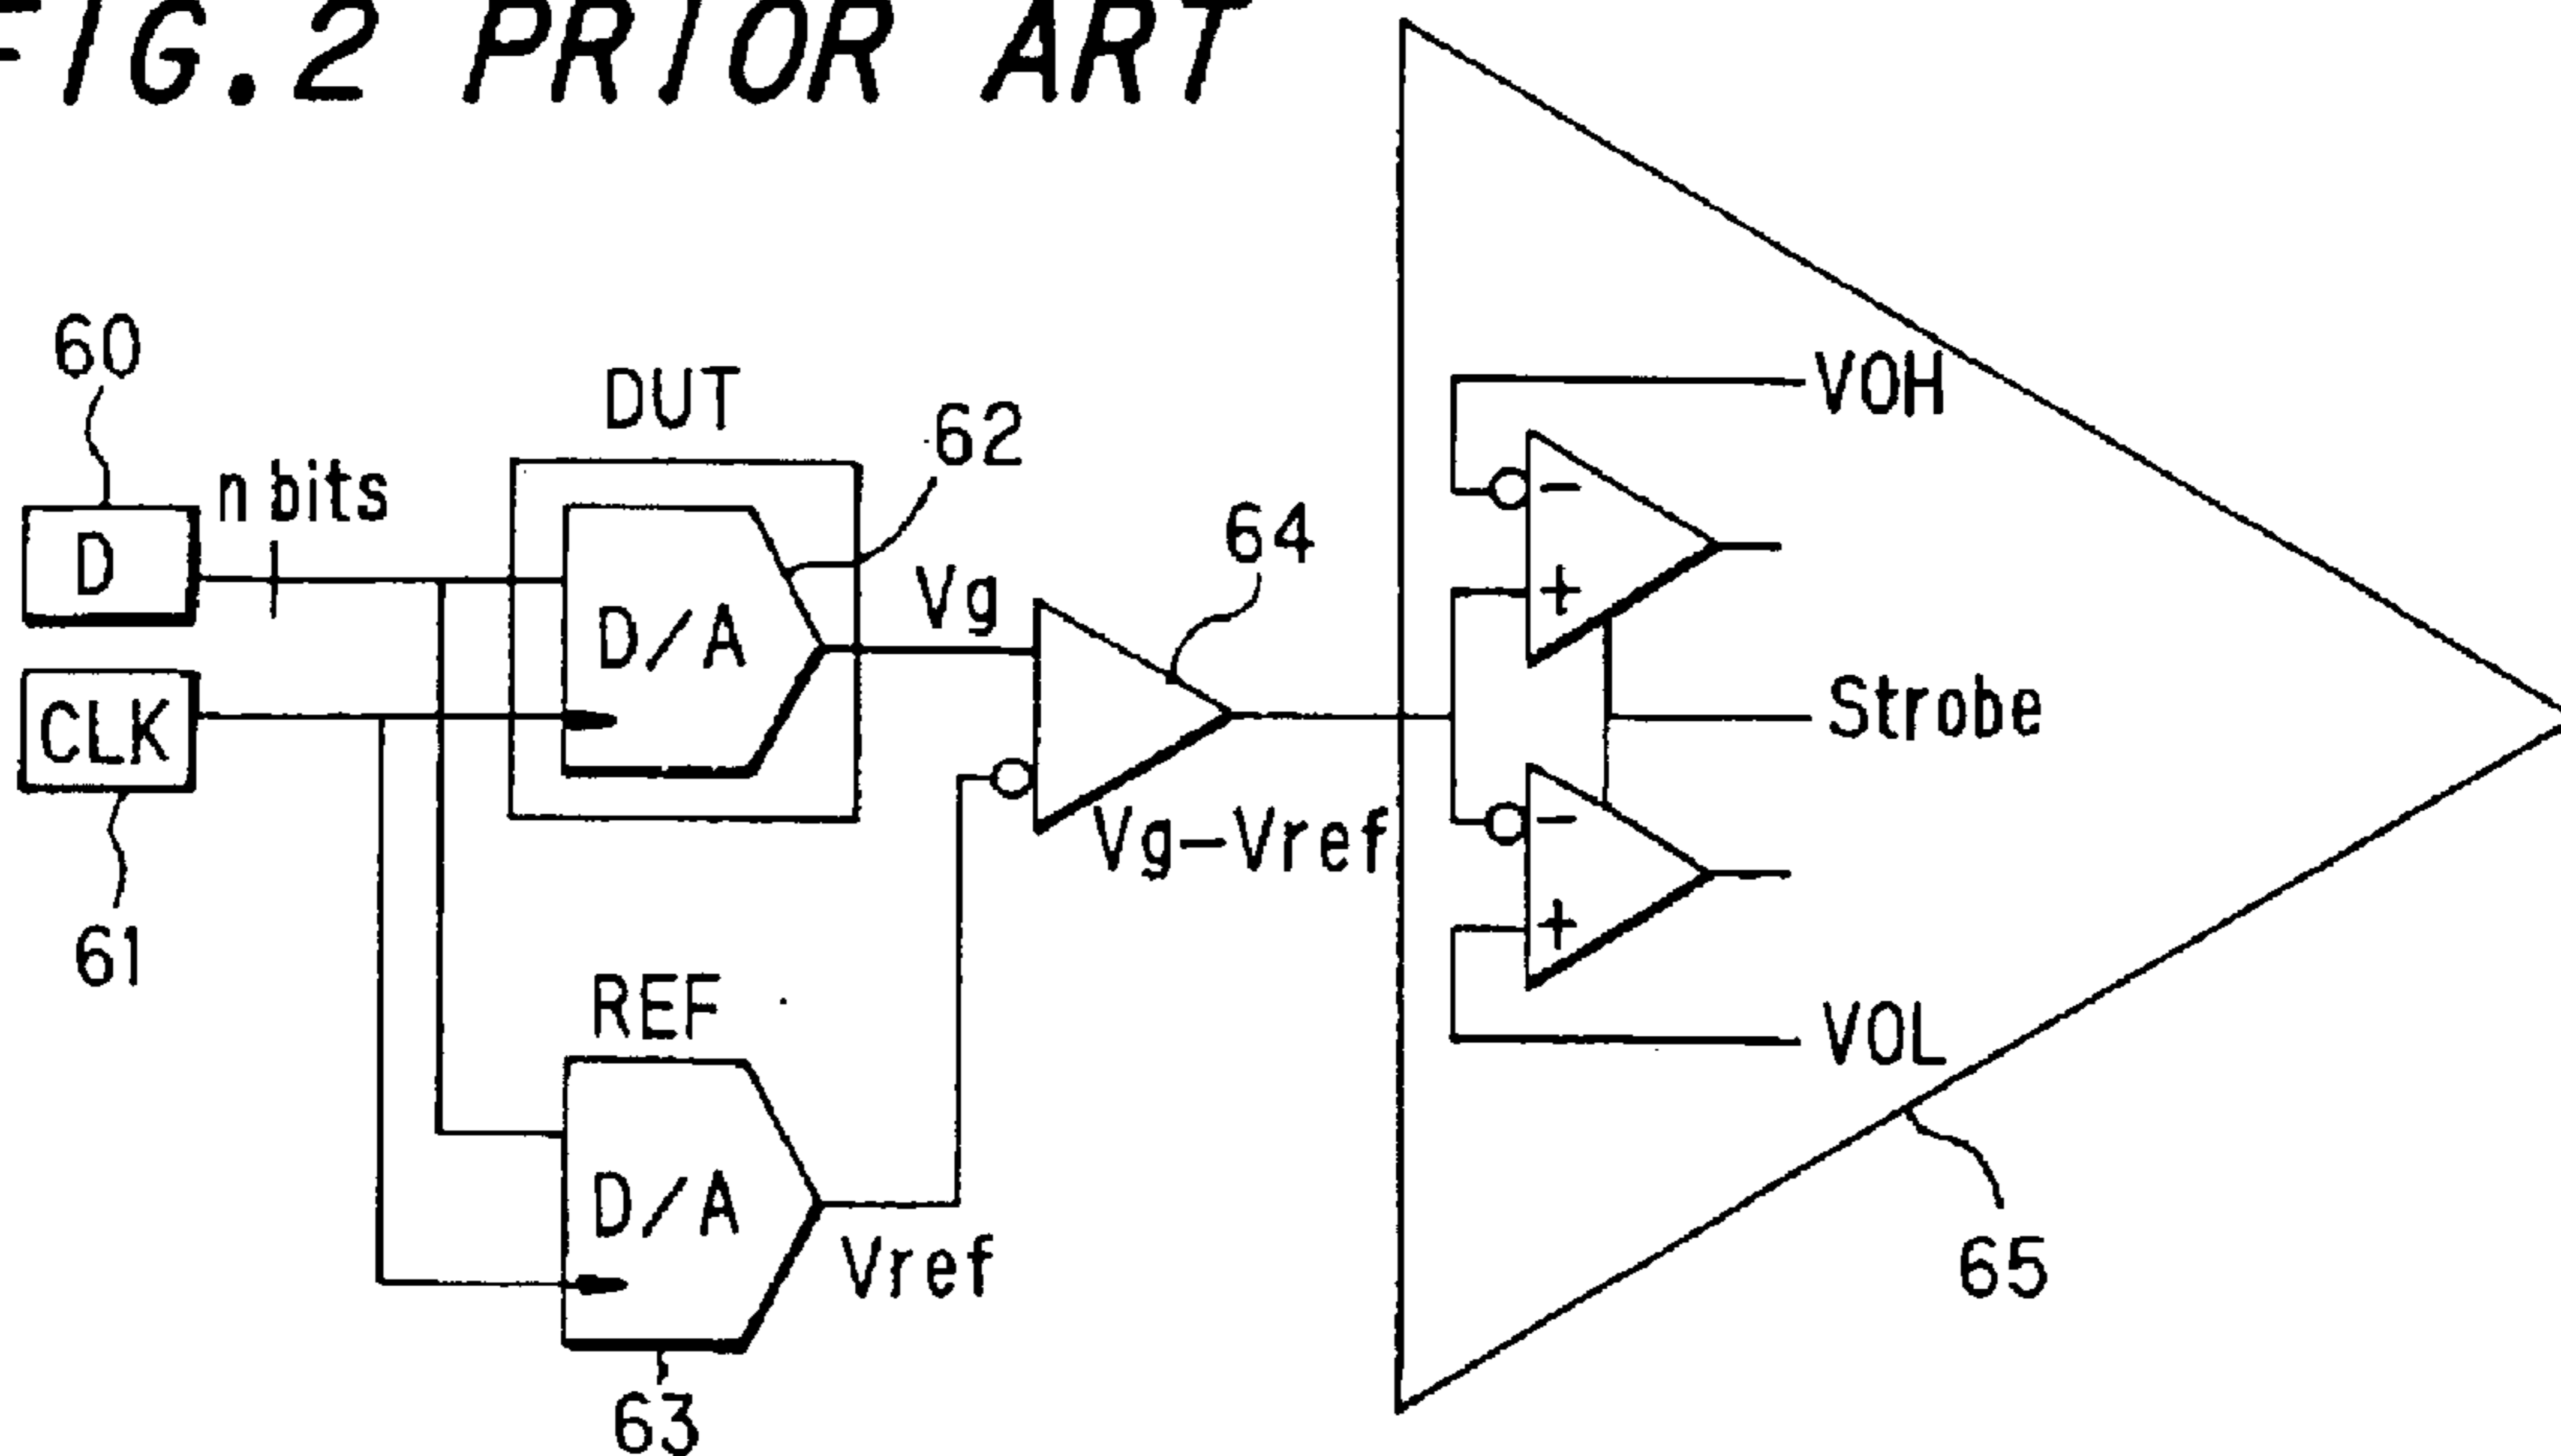 FIG.2 PRIOR ART
60
DUT
62
n bits
D
64
Vg
D/A
CLK
61
Vg-Vref
REF
D/A
Vref
63
VOH
-
+
Strobe
-
+
VOL
65